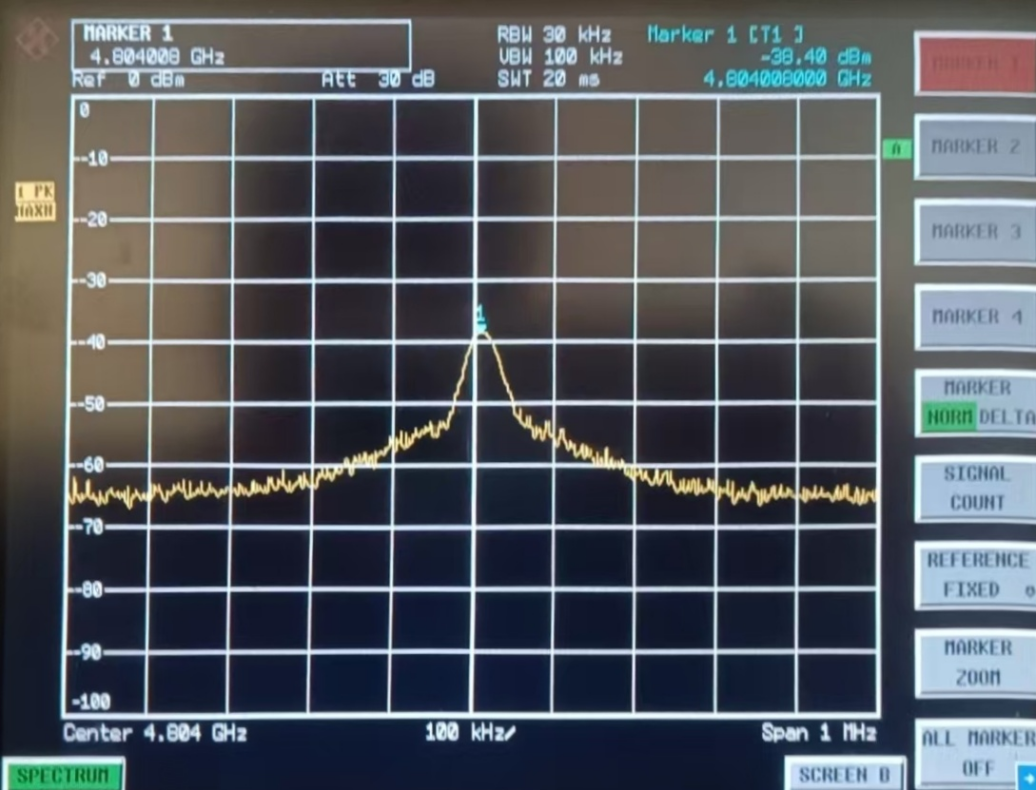 MARKER 1
4.804008 GHz
Ref 0 dBm Att 30 dB
RBW 30 kHz
VBW 100 kHz
SWT 20 ms
Marker 1 [T1 ]
-38.40 dBm
4.804008000 GHz
0
-10
-20
-30
-40
-50
-60
-70
-80
-90
-100
1
1 PK
MAXH
A
Center 4.804 GHz 100 kHz/ Span 1 MHz
SPECTRUM
SCREEN B
MARKER 1
MARKER 2
MARKER 3
MARKER 4
MARKER
NORM DELTA
SIGNAL
COUNT
REFERENCE
FIXED
MARKER
ZOOM
ALL MARKER
OFF